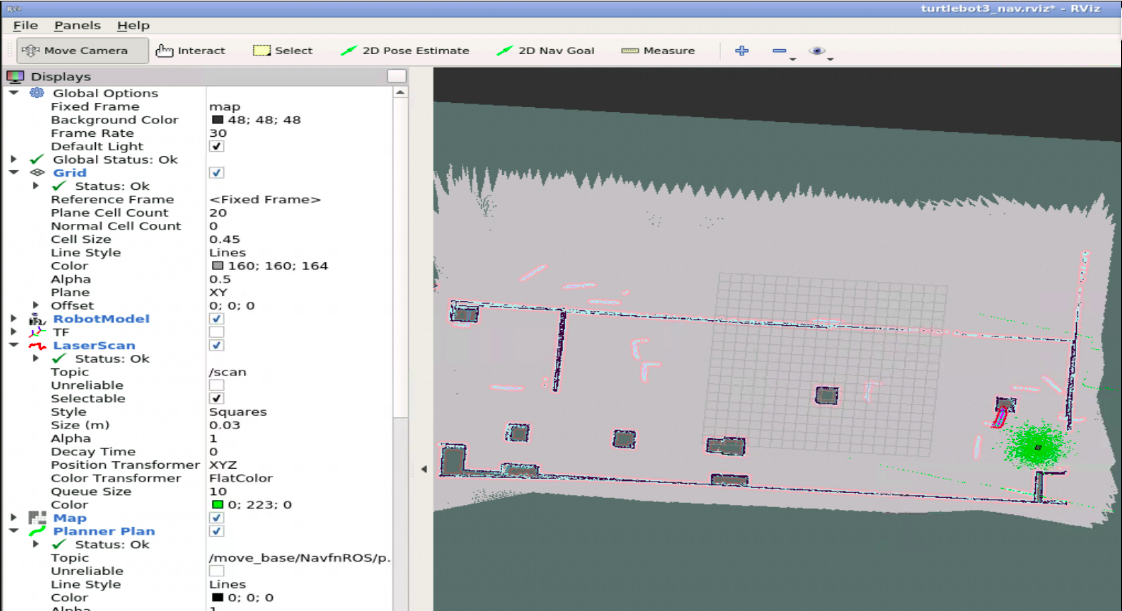 RViz
turtlebot3_nav.rviz* - RViz
File Panels Help
Move Camera Interact Select 2D Pose Estimate 2D Nav Goal Measure
Displays
Global Options
Fixed Frame map
Background Color 48; 48; 48
Frame Rate 30
Default Light
Global Status: Ok
Grid
Status: Ok
Reference Frame <Fixed Frame>
Plane Cell Count 20
Normal Cell Count 0
Cell Size 0.45
Line Style Lines
Color 160; 160; 164
Alpha 0.5
Plane XY
Offset 0; 0; 0
RobotModel
TF
LaserScan
Status: Ok
Topic /scan
Unreliable
Selectable
Style Squares
Size (m) 0.03
Alpha 1
Decay Time 0
Position Transformer XYZ
Color Transformer FlatColor
Queue Size 10
Color 0; 223; 0
Map
Planner Plan
Status: Ok
Topic /move_base/NavfnROS/p.
Unreliable
Line Style Lines
Color 0; 0; 0
Alpha 1